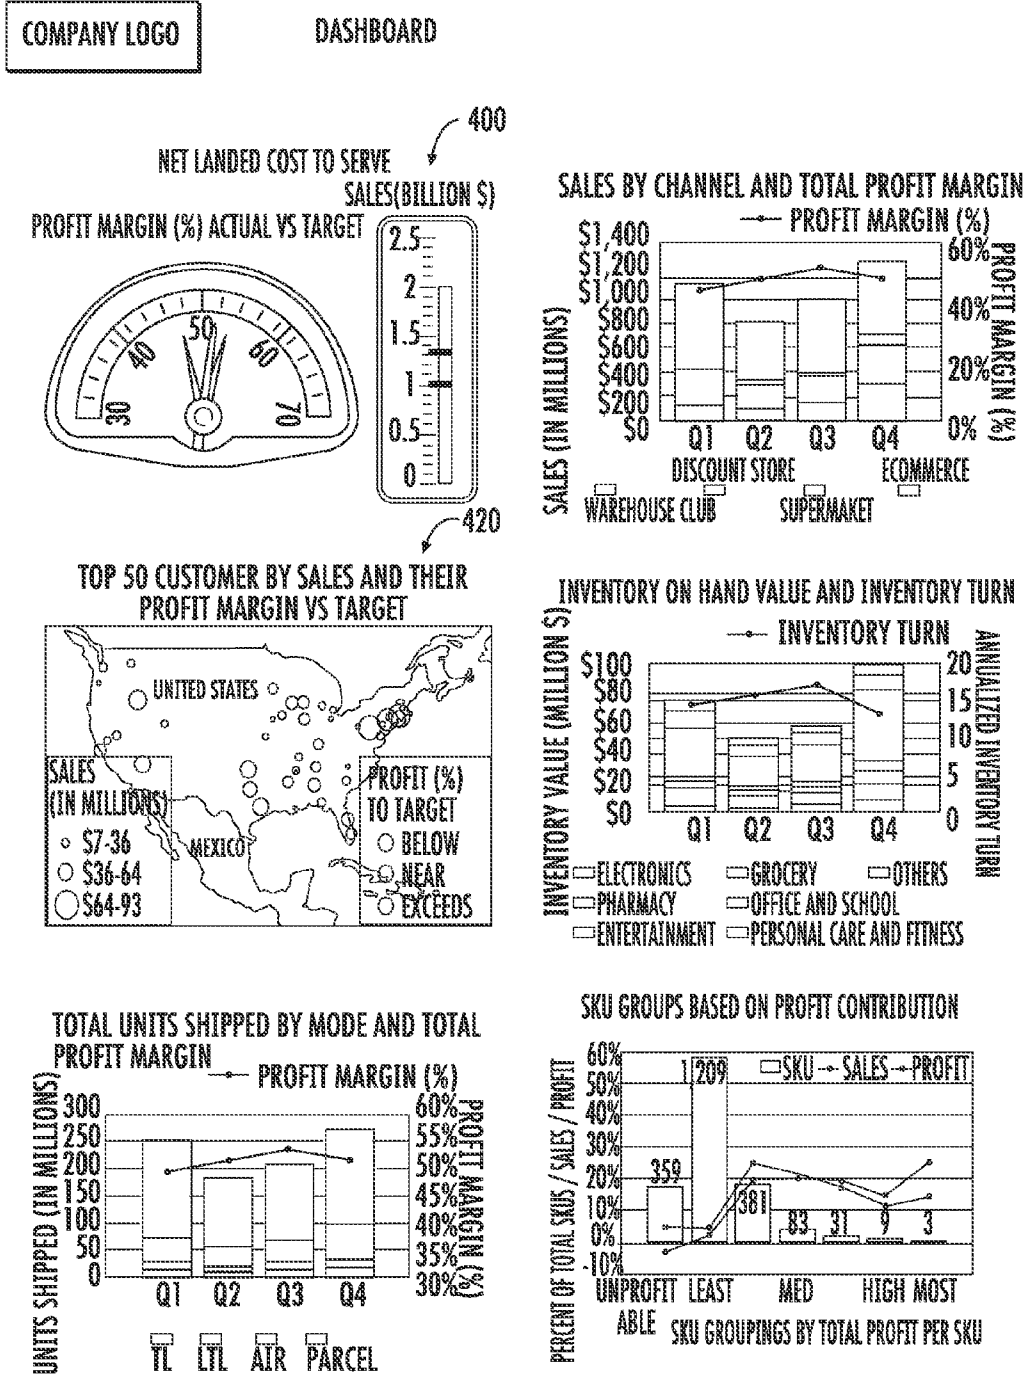 COMPANY LOGO
DASHBOARD
400
NET LANDED COST TO SERVE
SALES(BILLION $)
PROFIT MARGIN (%) ACTUAL VS TARGET
30
40
50
60
70
2.5
2
1.5
1
0.5
0
SALES BY CHANNEL AND TOTAL PROFIT MARGIN
PROFIT MARGIN (%)
$1,400
$1,200
$1,000
$800
$600
$400
$200
$0
SALES (IN MILLIONS)
60%
40%
20%
0%
PROFIT MARGIN (%)
Q1 Q2 Q3 Q4
DISCOUNT STORE ECOMMERCE
WAREHOUSE CLUB SUPERMAKET
420
TOP 50 CUSTOMER BY SALES AND THEIR
PROFIT MARGIN VS TARGET
UNITED STATES
MEXICO
SALES
(IN MILLIONS)
$7-36
$36-64
$64-93
PROFIT (%)
TO TARGET
BELOW
NEAR
EXCEEDS
INVENTORY ON HAND VALUE AND INVENTORY TURN
INVENTORY TURN
$100
$80
$60
$40
$20
$0
INVENTORY VALUE (MILLION $)
20
15
10
5
0
ANNUALIZED INVENTORY TURN
Q1 Q2 Q3 Q4
ELECTRONICS GROCERY OTHERS
PHARMACY OFFICE AND SCHOOL
ENTERTAINMENT PERSONAL CARE AND FITNESS
TOTAL UNITS SHIPPED BY MODE AND TOTAL
PROFIT MARGIN
PROFIT MARGIN (%)
300
250
200
150
100
50
0
UNITS SHIPPED (IN MILLIONS)
60%
55%
50%
45%
40%
35%
30%
PROFIT MARGIN (%)
Q1 Q2 Q3 Q4
TL LTL AIR PARCEL
SKU GROUPS BASED ON PROFIT CONTRIBUTION
SKU SALES PROFIT
60%
50%
40%
30%
20%
10%
0%
-10%
PERCENT OF TOTAL SKUS / SALES / PROFIT
359
1,209
381
83
31
9
3
UNPROFIT LEAST MED HIGH MOST
ABLE
SKU GROUPINGS BY TOTAL PROFIT PER SKU